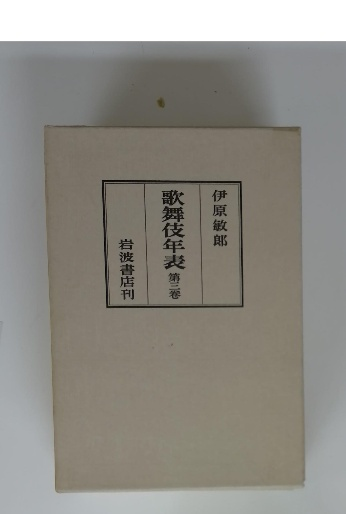 伊原敏郎
歌舞伎年表 第三巻
岩波書店刊